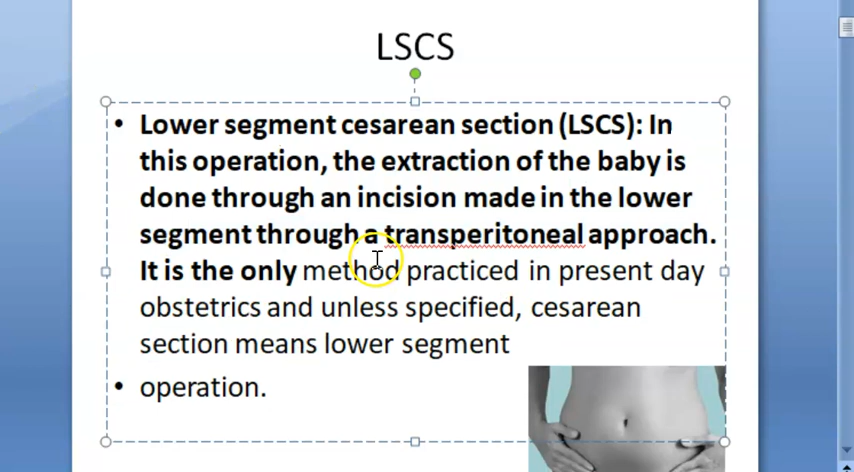 LSCS
• Lower segment cesarean section (LSCS): In
this operation, the extraction of the baby is
done through an incision made in the lower
segment through a transperitoneal approach.
It is the only method practiced in present day
obstetrics and unless specified, cesarean
section means lower segment
• operation.